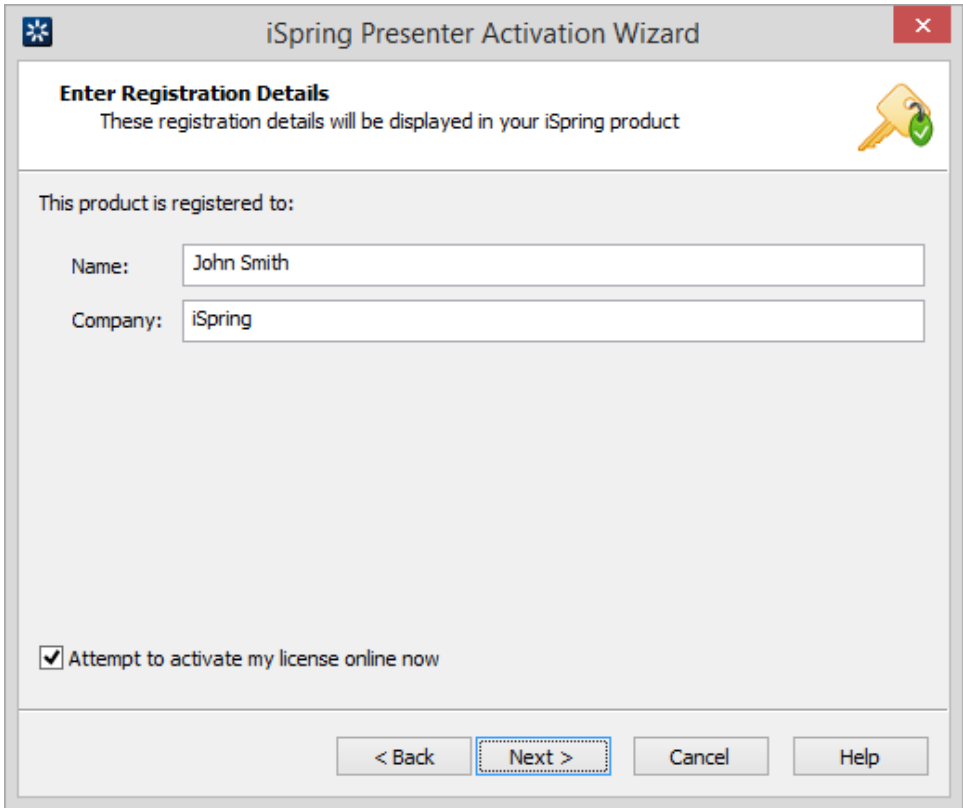 iSpring Presenter Activation Wizard
Enter Registration Details
These registration details will be displayed in your iSpring product
This product is registered to:
Name: John Smith
Company: iSpring
Attempt to activate my license online now
< Back Next > Cancel Help